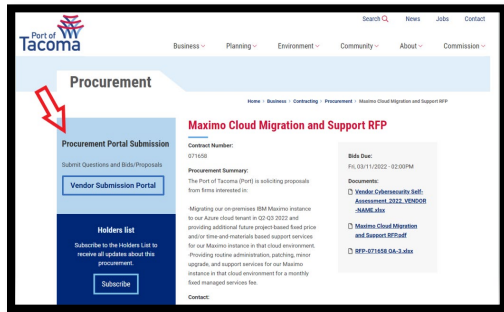 Search News Jobs Contact
Port of
Tacoma
Business Planning Environment Community About Commission
Procurement
Home / Business / Contracting / Procurement / Maximo Cloud Migration and Support RFP
Procurement Portal Submission
Submit Questions and Bids/Proposals
Vendor Submission Portal
Holders list
Subscribe to the Holders List to
receive all updates about this
procurement.
Subscribe
Maximo Cloud Migration and Support RFP
Contract Number:
071658
Procurement Summary:
The Port of Tacoma (Port) is soliciting proposals
from firms interested in:
-Migrating our on-premises IBM Maximo instance
to our Azure cloud tenant in Q2-Q3 2022 and
providing additional future project-based fixed price
and/or time-and-materials based support services
for our Maximo instance in that cloud environment.
-Providing routine administration, patching, minor
upgrade, and support services for our Maximo
instance in that cloud environment for a monthly
fixed managed services fee.
Contact:
Bids Due:
Fri, 03/11/2022 - 02:00PM
Documents:
Vendor Cybersecurity Self-
Assessment_2022_VENDOR
-NAME.xlsx
Maximo Cloud Migration
and Support RFP.pdf
RFP-071658 QA-3.xlsx